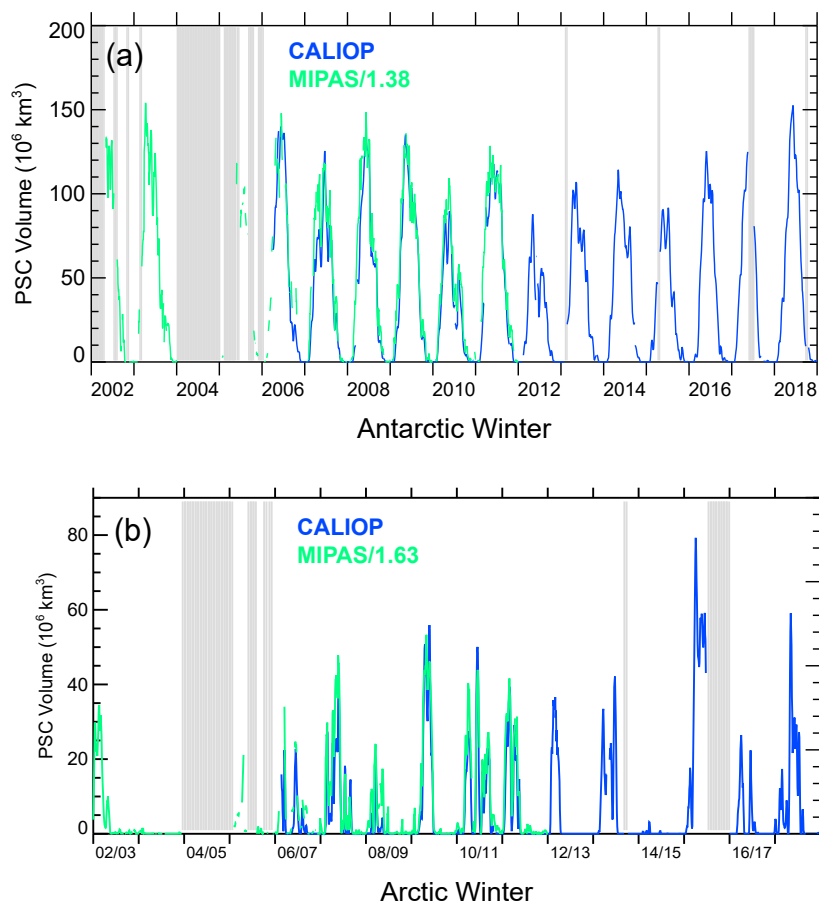 200
(a)
CALIOP
MIPAS/1.38
150
100
50
0
PSC Volume (10⁶ km³)
2002 2004 2006 2008 2010 2012 2014 2016 2018
Antarctic Winter
(b)
CALIOP
MIPAS/1.63
80
60
40
20
0
PSC Volume (10⁶ km³)
02/03 04/05 06/07 08/09 10/11 12/13 14/15 16/17
Arctic Winter